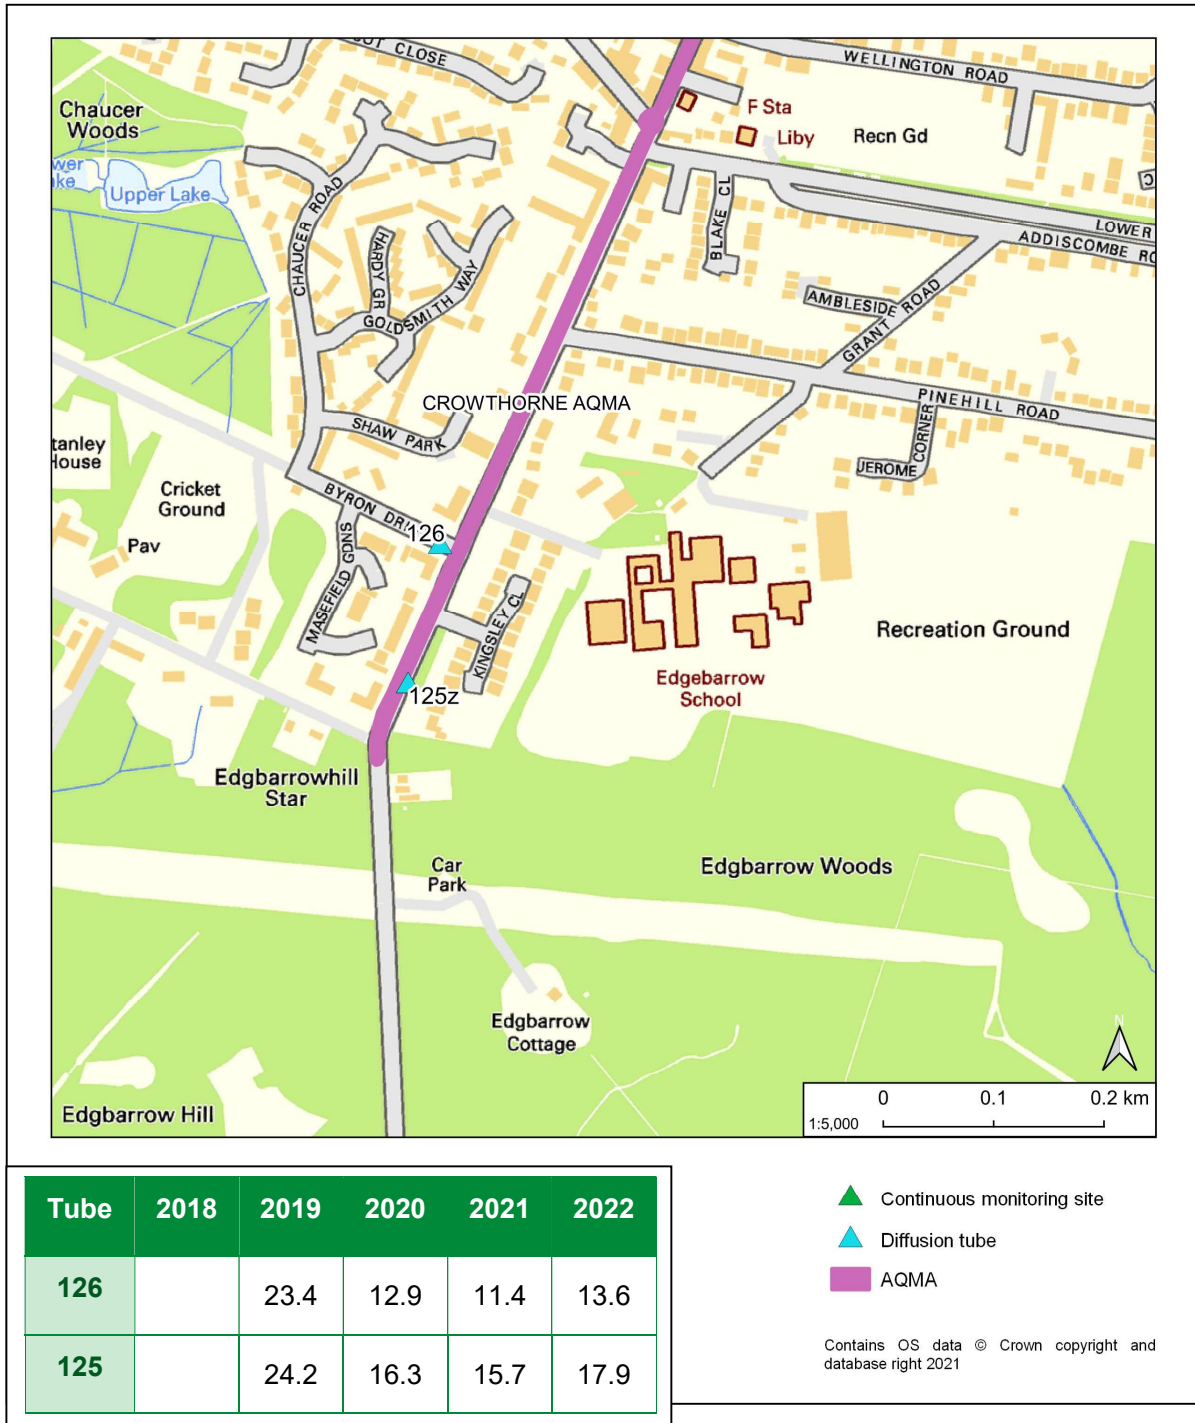 OT CLOSE
WELLINGTON ROAD
Chaucer
Woods
F Sta
Liby
Recn Gd
wer
ke
Upper Lake
CHAUCER ROAD
HARDY GR
GOLDSMITH WAY
BLAKE CL
LOWER
ADDISCOMBE RO
AMBLESIDE
GRANT ROAD
CROWTHORNE AQMA
PINEHILL ROAD
SHAW PARK
JEROME CORNER
tanley
House
Cricket
Ground
BYRON DRI
126
Pav
MASEFIELD GDNS
KINGSLEY CL
Recreation Ground
Edgebarrow
School
125z
Edgbarrowhill
Star
Car
Park
Edgbarrow Woods
Edgbarrow
Cottage
N
Edgbarrow Hill
0 0.1 0.2 km
1:5,000
Tube 2018 2019 2020 2021 2022
126 23.4 12.9 11.4 13.6
125 24.2 16.3 15.7 17.9
Continuous monitoring site
Diffusion tube
AQMA
Contains OS data © Crown copyright and
database right 2021